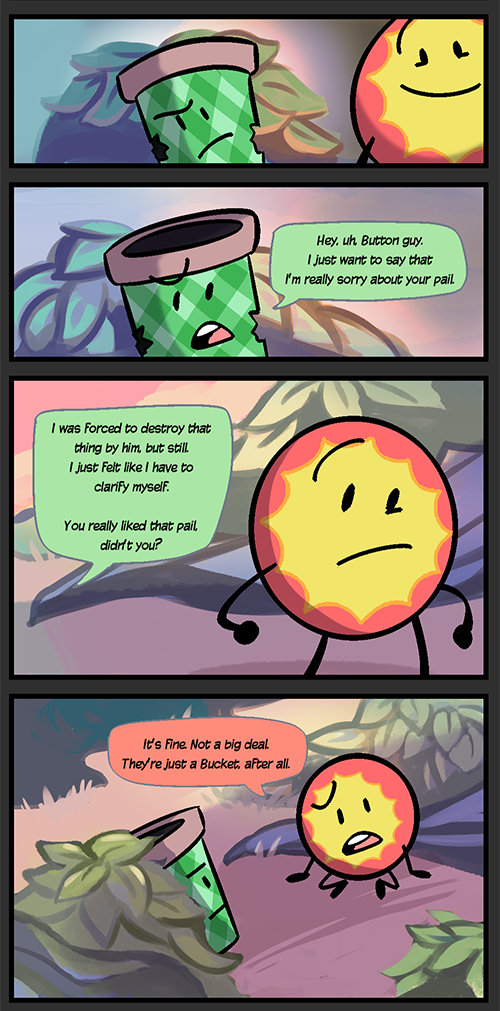 Hey, uh, Button guy.
I just want to say that
I'm really sorry about your pail.
I was forced to destroy that
thing by him, but still.
I just felt like I have to
clarify myself.
You really liked that pail,
didn't you?
It's fine. Not a big deal.
They're just a Bucket, after all.